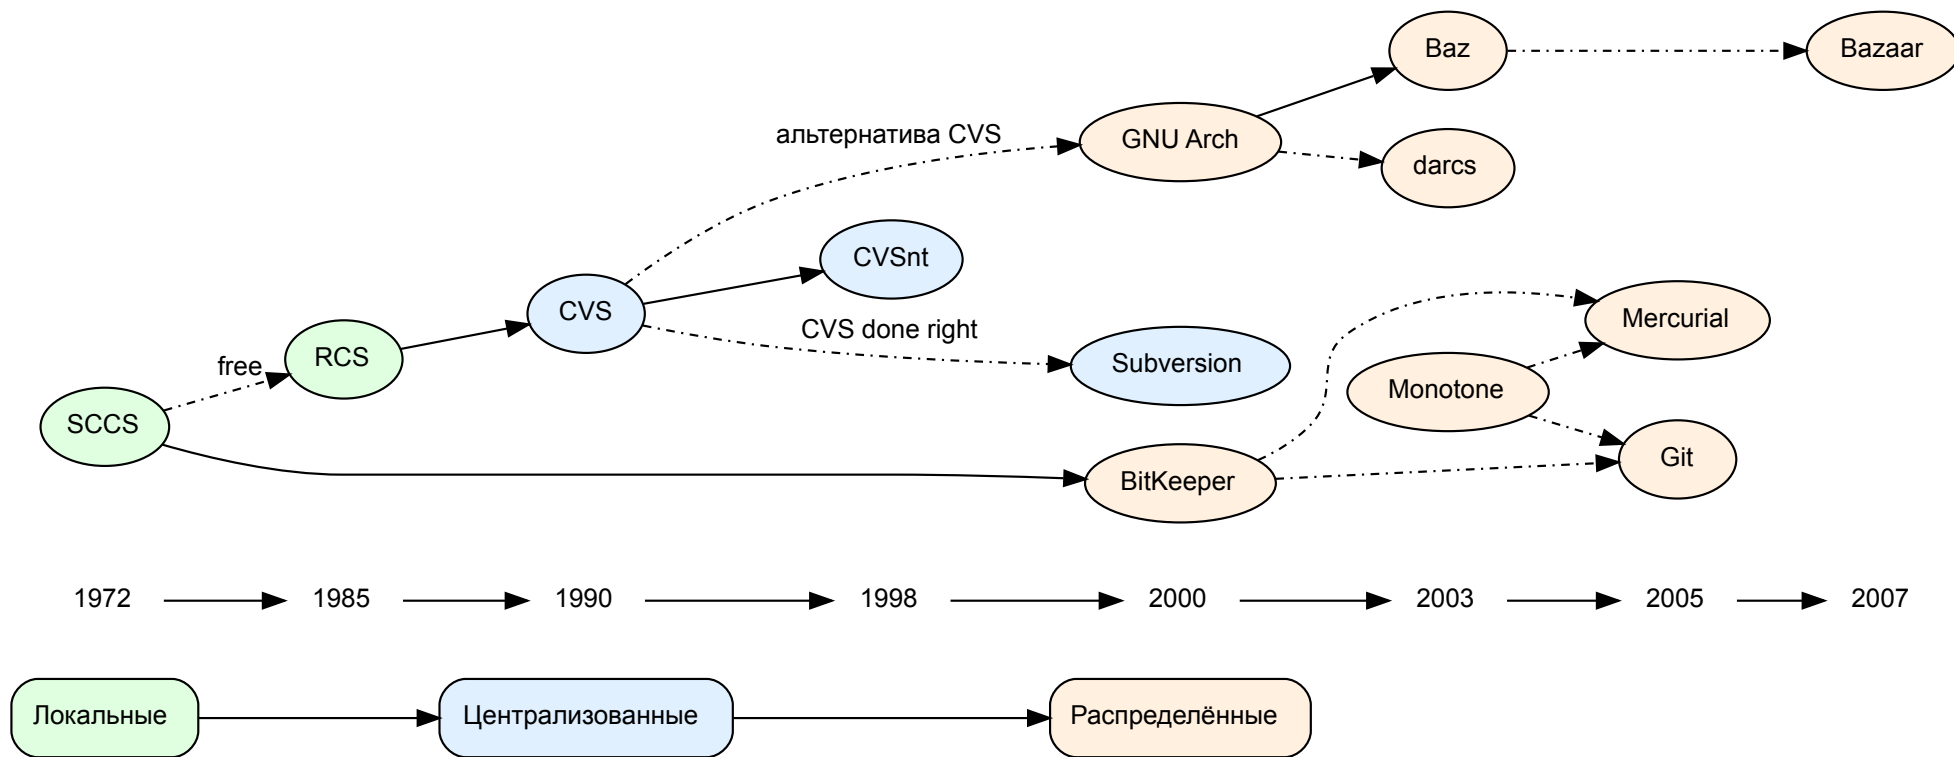 Baz
Bazaar
альтернатива CVS
GNU Arch
darcs
CVSnt
CVS
CVS done right
Mercurial
free
RCS
Subversion
Monotone
SCCS
BitKeeper
Git
1972
1985
1990
1998
2000
2003
2005
2007
Локальные
Централизованные
Распределённые